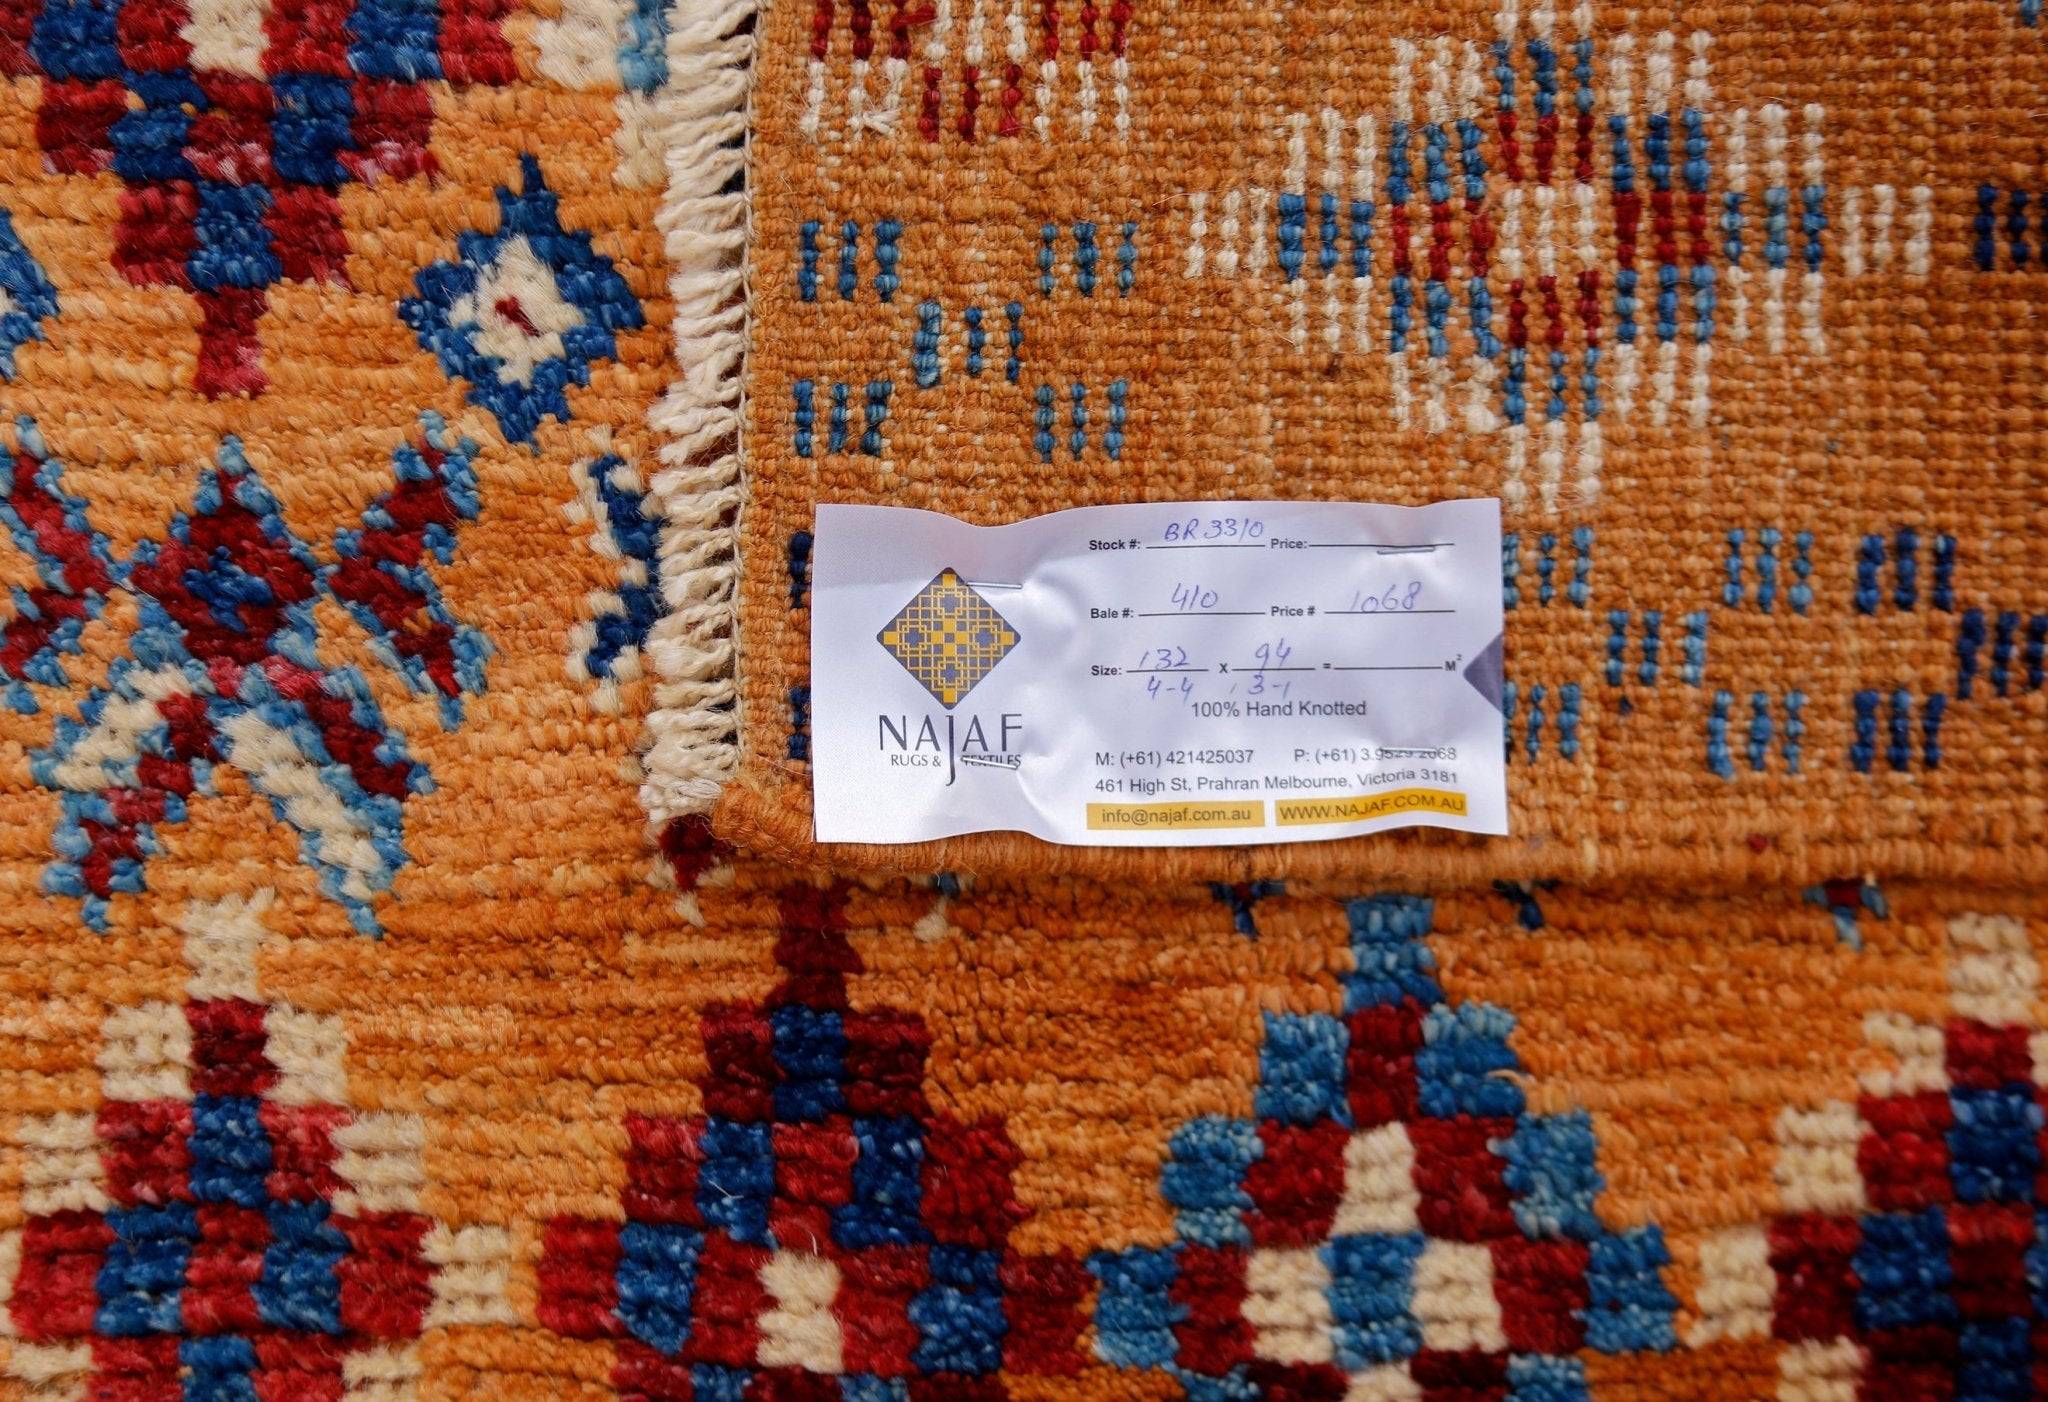 Stock #: BR 3310 Price:
Bale #: 410 Price # 1068
Size: 132 x 94 = M²
4-4 3-1
100% Hand Knotted
NAJAF
RUGS & TEXTILES
M: (+61) 421425037 P: (+61) 3.9529.2068
461 High St, Prahran Melbourne, Victoria 3181
info@najaf.com.au WWW.NAJAF.COM.AU